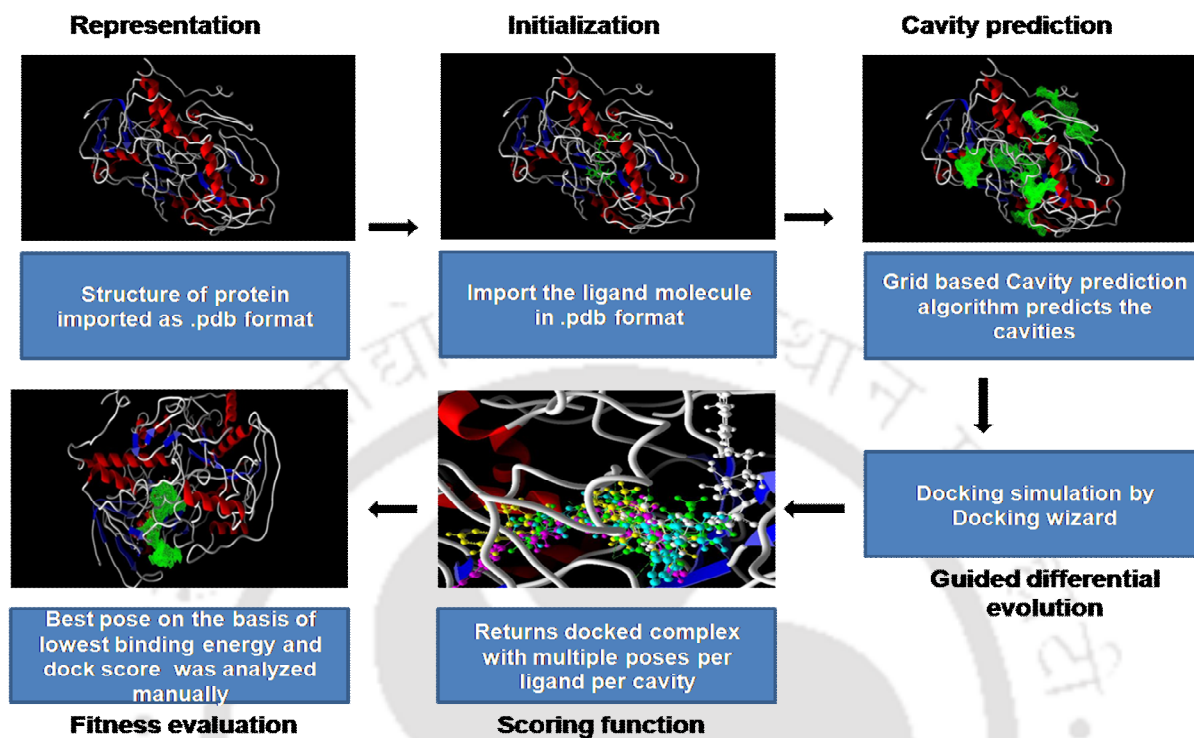 Representation
Initialization
Cavity prediction
Structure of protein
imported as .pdb format
Import the ligand molecule
in .pdb format
Grid based Cavity prediction
algorithm predicts the
cavities
Docking simulation by
Docking wizard
Guided differential
evolution
Returns docked complex
with multiple poses per
ligand per cavity
Scoring function
Best pose on the basis of
lowest binding energy and
dock score was analyzed
manually
Fitness evaluation